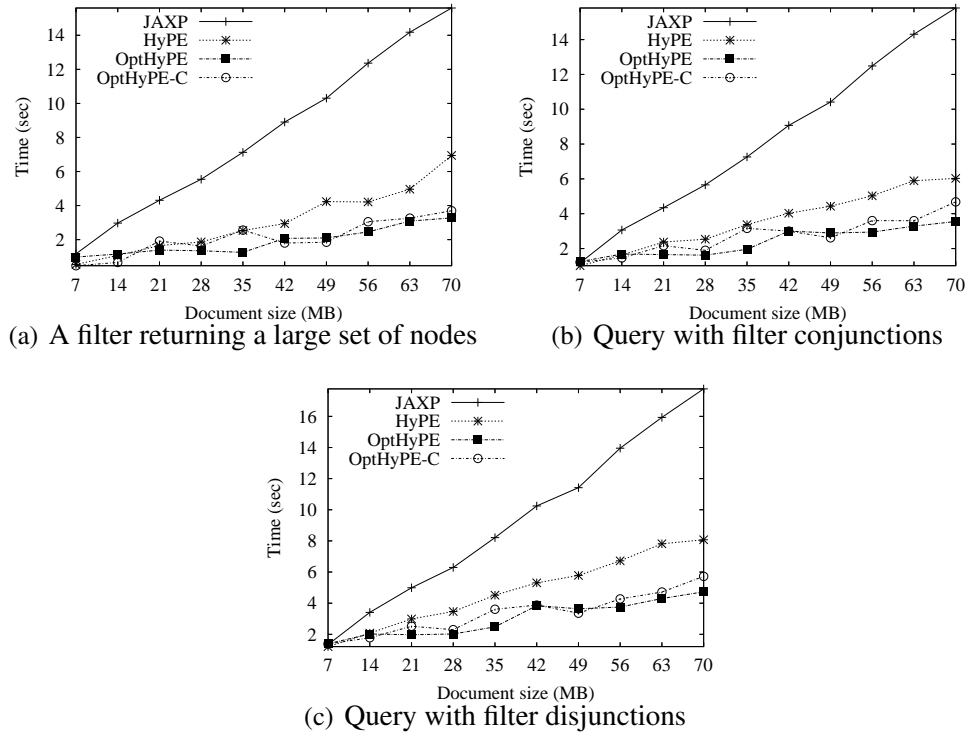 JAXP
HyPE
OptHyPE
OptHyPE-C
Time (sec)
14
12
10
8
6
4
2
7 14 21 28 35 42 49 56 63 70
Document size (MB)
(a) A filter returning a large set of nodes
JAXP
HyPE
OptHyPE
OptHyPE-C
Time (sec)
14
12
10
8
6
4
2
7 14 21 28 35 42 49 56 63 70
Document size (MB)
(b) Query with filter conjunctions
JAXP
HyPE
OptHyPE
OptHyPE-C
Time (sec)
16
14
12
10
8
6
4
2
7 14 21 28 35 42 49 56 63 70
Document size (MB)
(c) Query with filter disjunctions